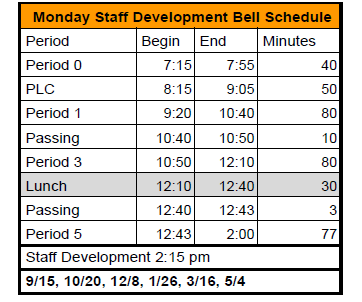 Monday Staff Development Bell Schedule
Period Begin End Minutes
Period 0 7:15 7:55 40
PLC 8:15 9:05 50
Period 1 9:20 10:40 80
Passing 10:40 10:50 10
Period 3 10:50 12:10 80
Lunch 12:10 12:40 30
Passing 12:40 12:43 3
Period 5 12:43 2:00 77
Staff Development 2:15 pm
9/15, 10/20, 12/8, 1/26, 3/16, 5/4